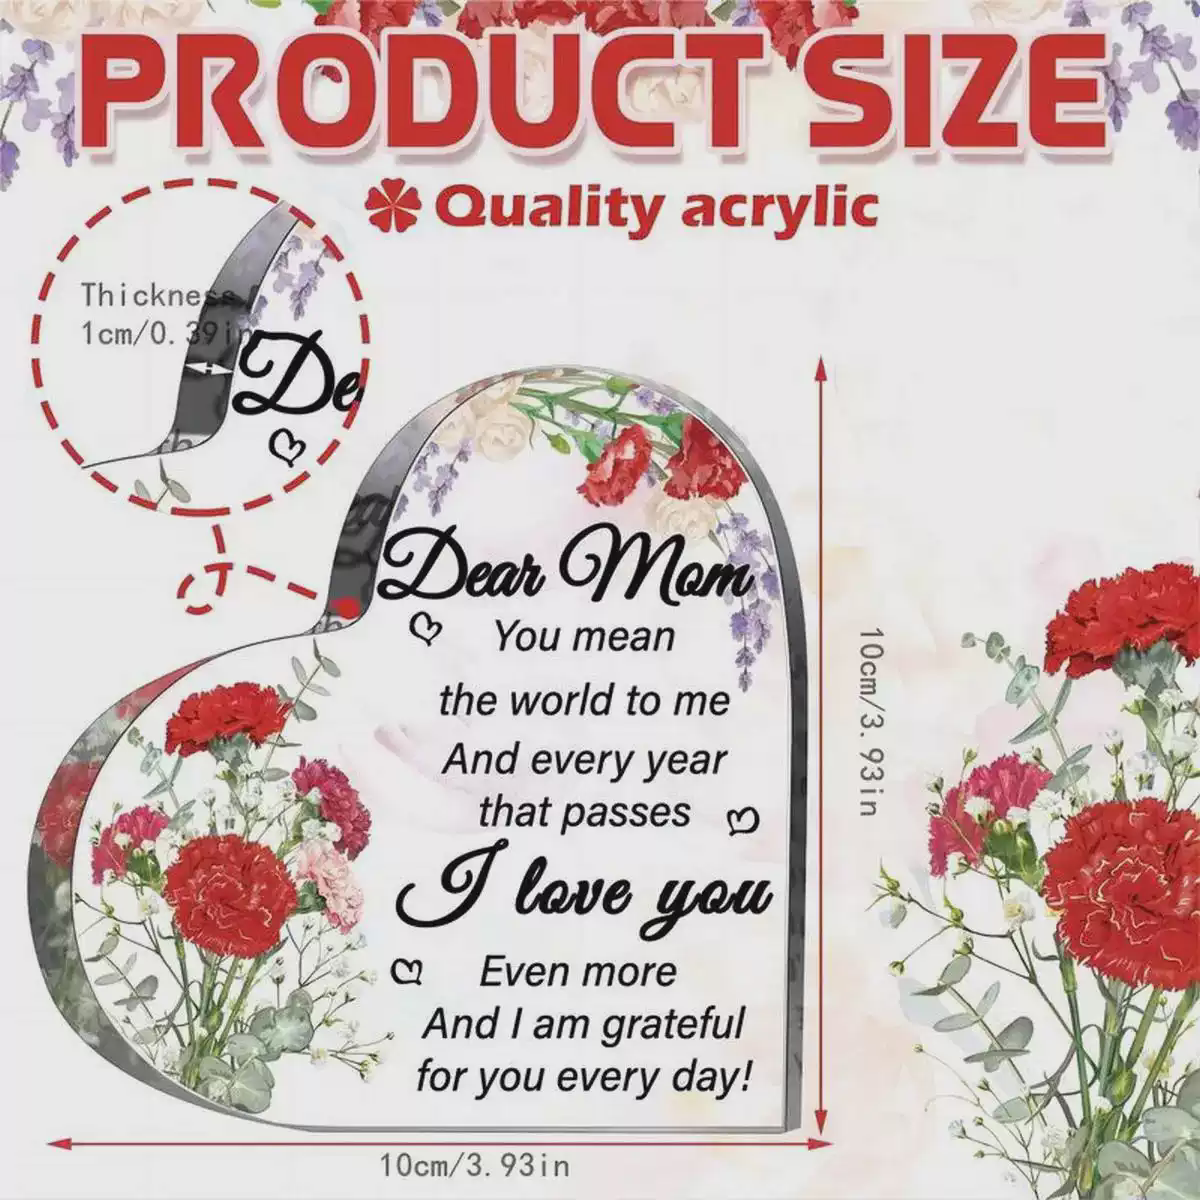 PRODUCT SIZE
Quality acrylic
Thickness
1cm/0.39in
De
Dear Mom
You mean
the world to me
And every year
that passes
I love you
Even more
And I am grateful
for you every day!
10cm/3.93in
10cm/3.93in